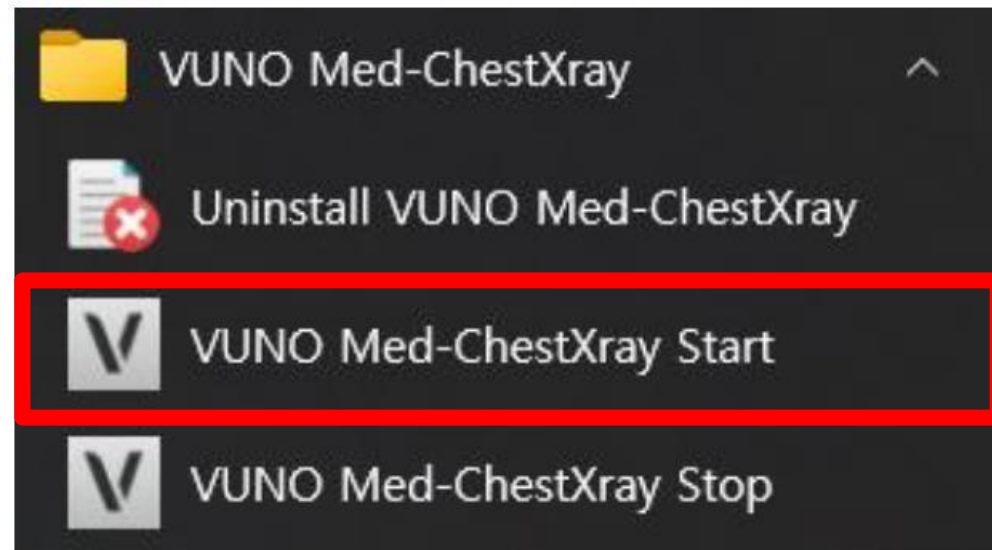 VUNO Med-ChestXray
Uninstall VUNO Med-ChestXray
VUNO Med-ChestXray Start
VUNO Med-ChestXray Stop